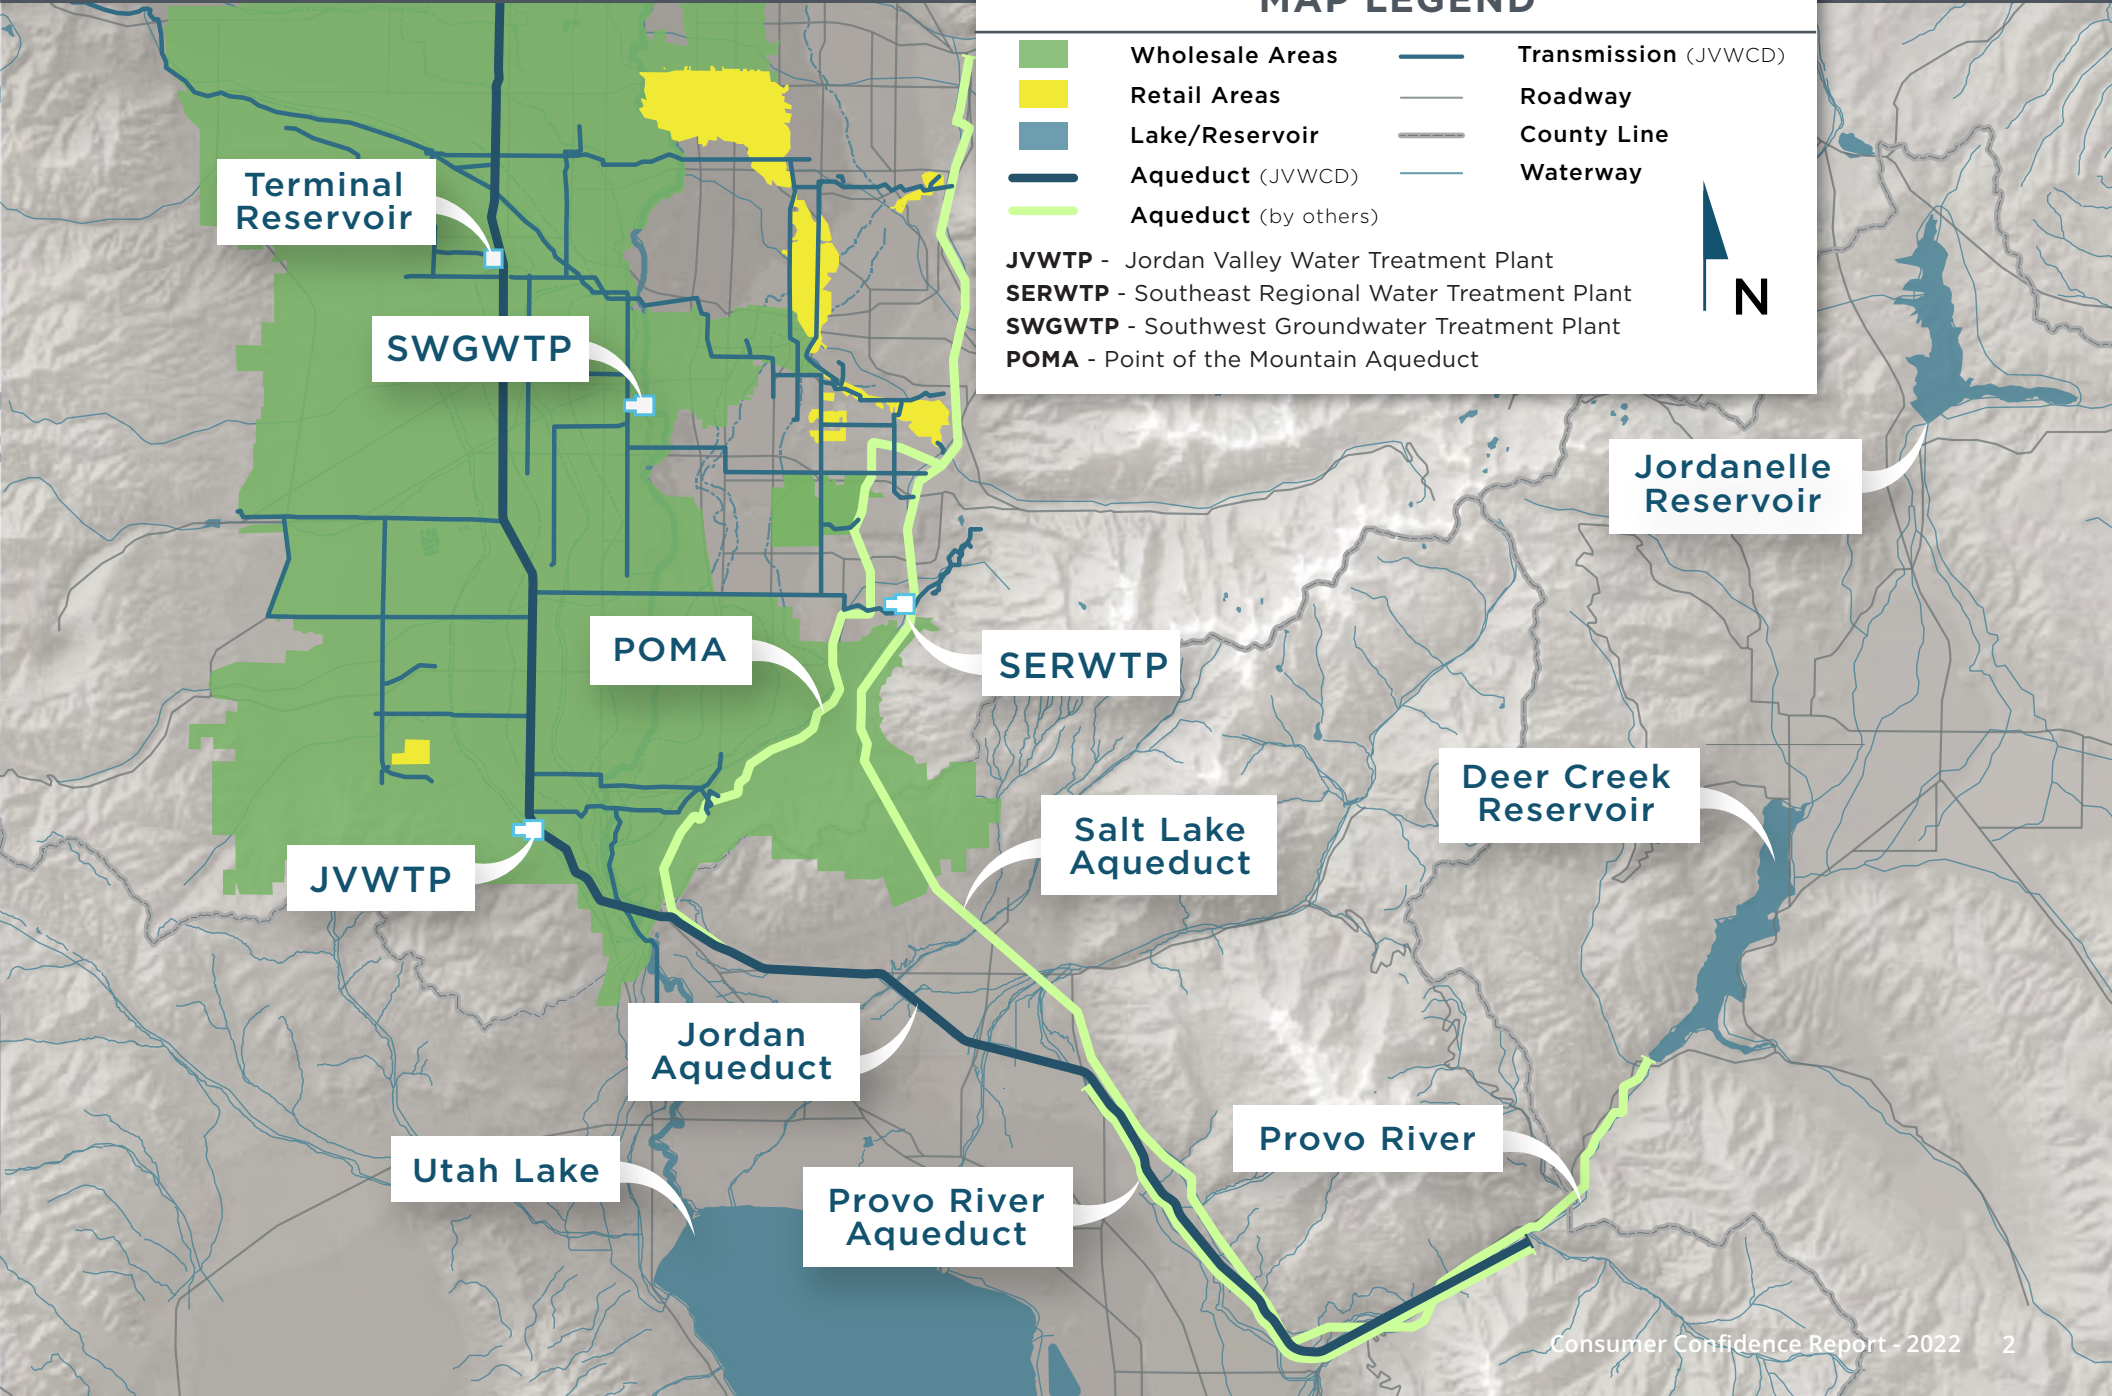 MAP LEGEND
Wholesale Areas
Retail Areas
Lake/Reservoir
Aqueduct (JVWCD)
Aqueduct (by others)
Transmission (JVWCD)
Roadway
County Line
Waterway
JVWTP - Jordan Valley Water Treatment Plant
SERWTP - Southeast Regional Water Treatment Plant
SWGWTP - Southwest Groundwater Treatment Plant
POMA - Point of the Mountain Aqueduct
N
Terminal
Reservoir
SWGWTP
Jordanelle
Reservoir
POMA
SERWTP
Deer Creek
Reservoir
Salt Lake
Aqueduct
JVWTP
Jordan
Aqueduct
Provo River
Utah Lake
Provo River
Aqueduct
Consumer Confidence Report - 2022 2